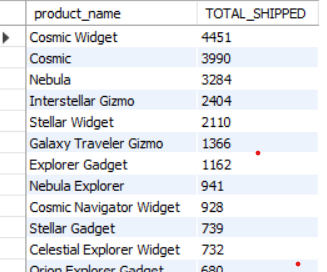 product_name TOTAL_SHIPPED
Cosmic Widget 4451
Cosmic 3990
Nebula 3284
Interstellar Gizmo 2404
Stellar Widget 2110
Galaxy Traveler Gizmo 1366
Explorer Gadget 1162
Nebula Explorer 941
Cosmic Navigator Widget 928
Stellar Gadget 739
Celestial Explorer Widget 732
Orion Explorer Gadget 680